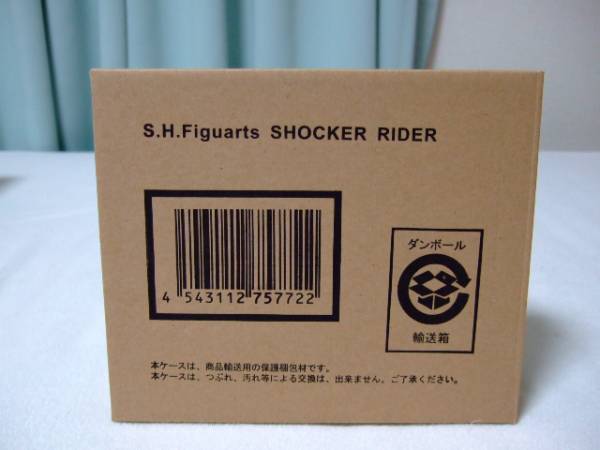 S.H.Figuarts SHOCKER RIDER
4 543112 757722
ダンボール
輸送箱
本ケースは、商品輸送用の保護梱包材です。
本ケースは、つぶれ、汚れ等による交換は、出来ません。ご了承ください。